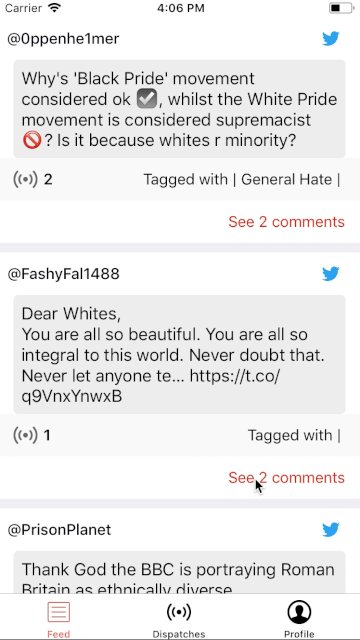 Carrier 4:06 PM
@0ppenhe1mer
Why's 'Black Pride' movement
considered ok ☑, whilst the White Pride
movement is considered supremacist
🚫? Is it because whites r minority?
2 Tagged with | General Hate |
See 2 comments
@FashyFal1488
Dear Whites,
You are all so beautiful. You are all so
integral to this world. Never doubt that.
Never let anyone te... https://t.co/
q9VnxYnwxB
1 Tagged with |
See 2 comments
@PrisonPlanet
Thank God the BBC is portraying Roman
Britain as ethnically diverse
Feed Dispatches Profile